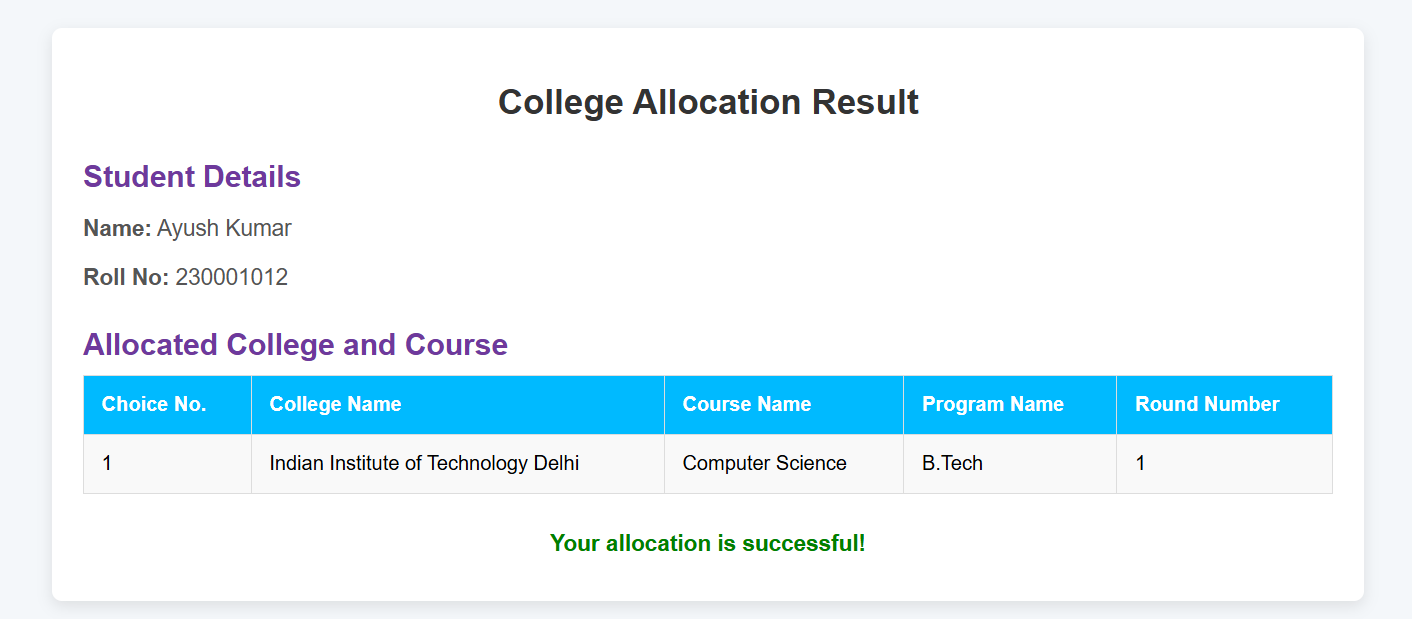 College Allocation Result
Student Details
Name: Ayush Kumar
Roll No: 230001012
Allocated College and Course
Choice No. College Name Course Name Program Name Round Number
1 Indian Institute of Technology Delhi Computer Science B.Tech 1
Your allocation is successful!